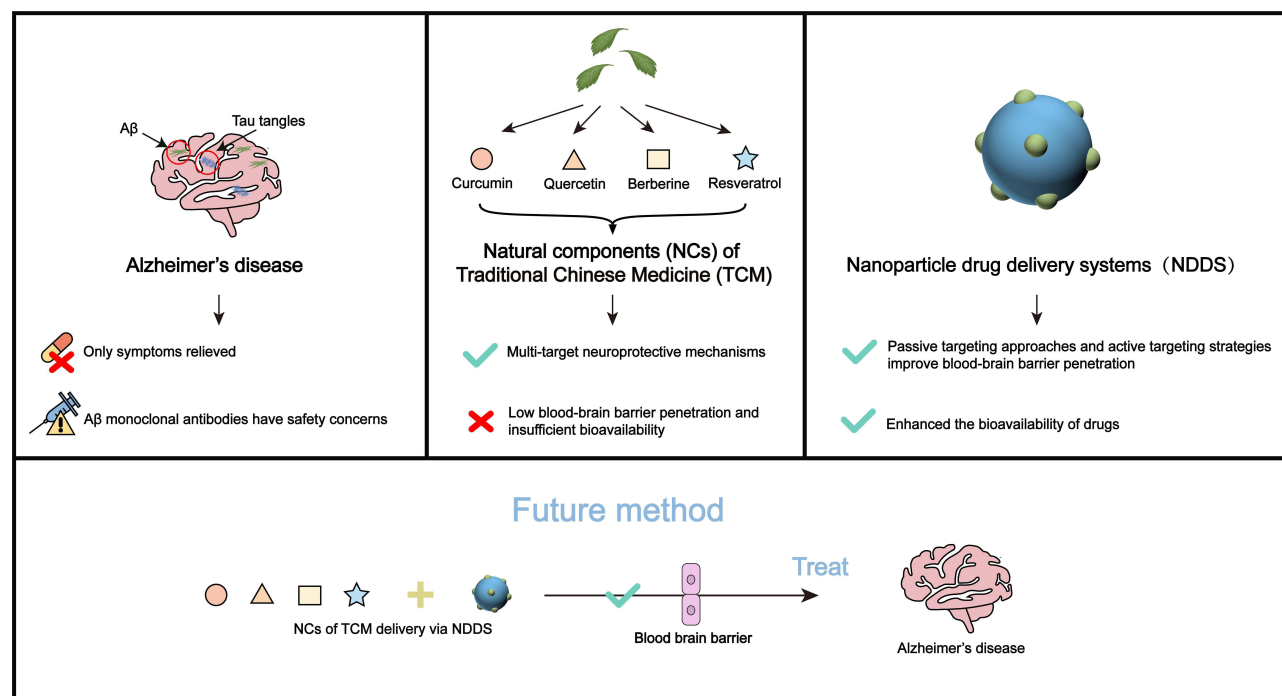 Aβ
Tau tangles
Alzheimer’s disease
Only symptoms relieved
Aβ monoclonal antibodies have safety concerns
Curcumin
Quercetin
Berberine
Resveratrol
Natural components (NCs) of
Traditional Chinese Medicine (TCM)
Multi-target neuroprotective mechanisms
Low blood-brain barrier penetration and
insufficient bioavailability
Nanoparticle drug delivery systems（NDDS）
Passive targeting approaches and active targeting strategies
improve blood-brain barrier penetration
Enhanced the bioavailability of drugs
Future method
NCs of TCM delivery via NDDS
Blood brain barrier
Treat
Alzheimer’s disease